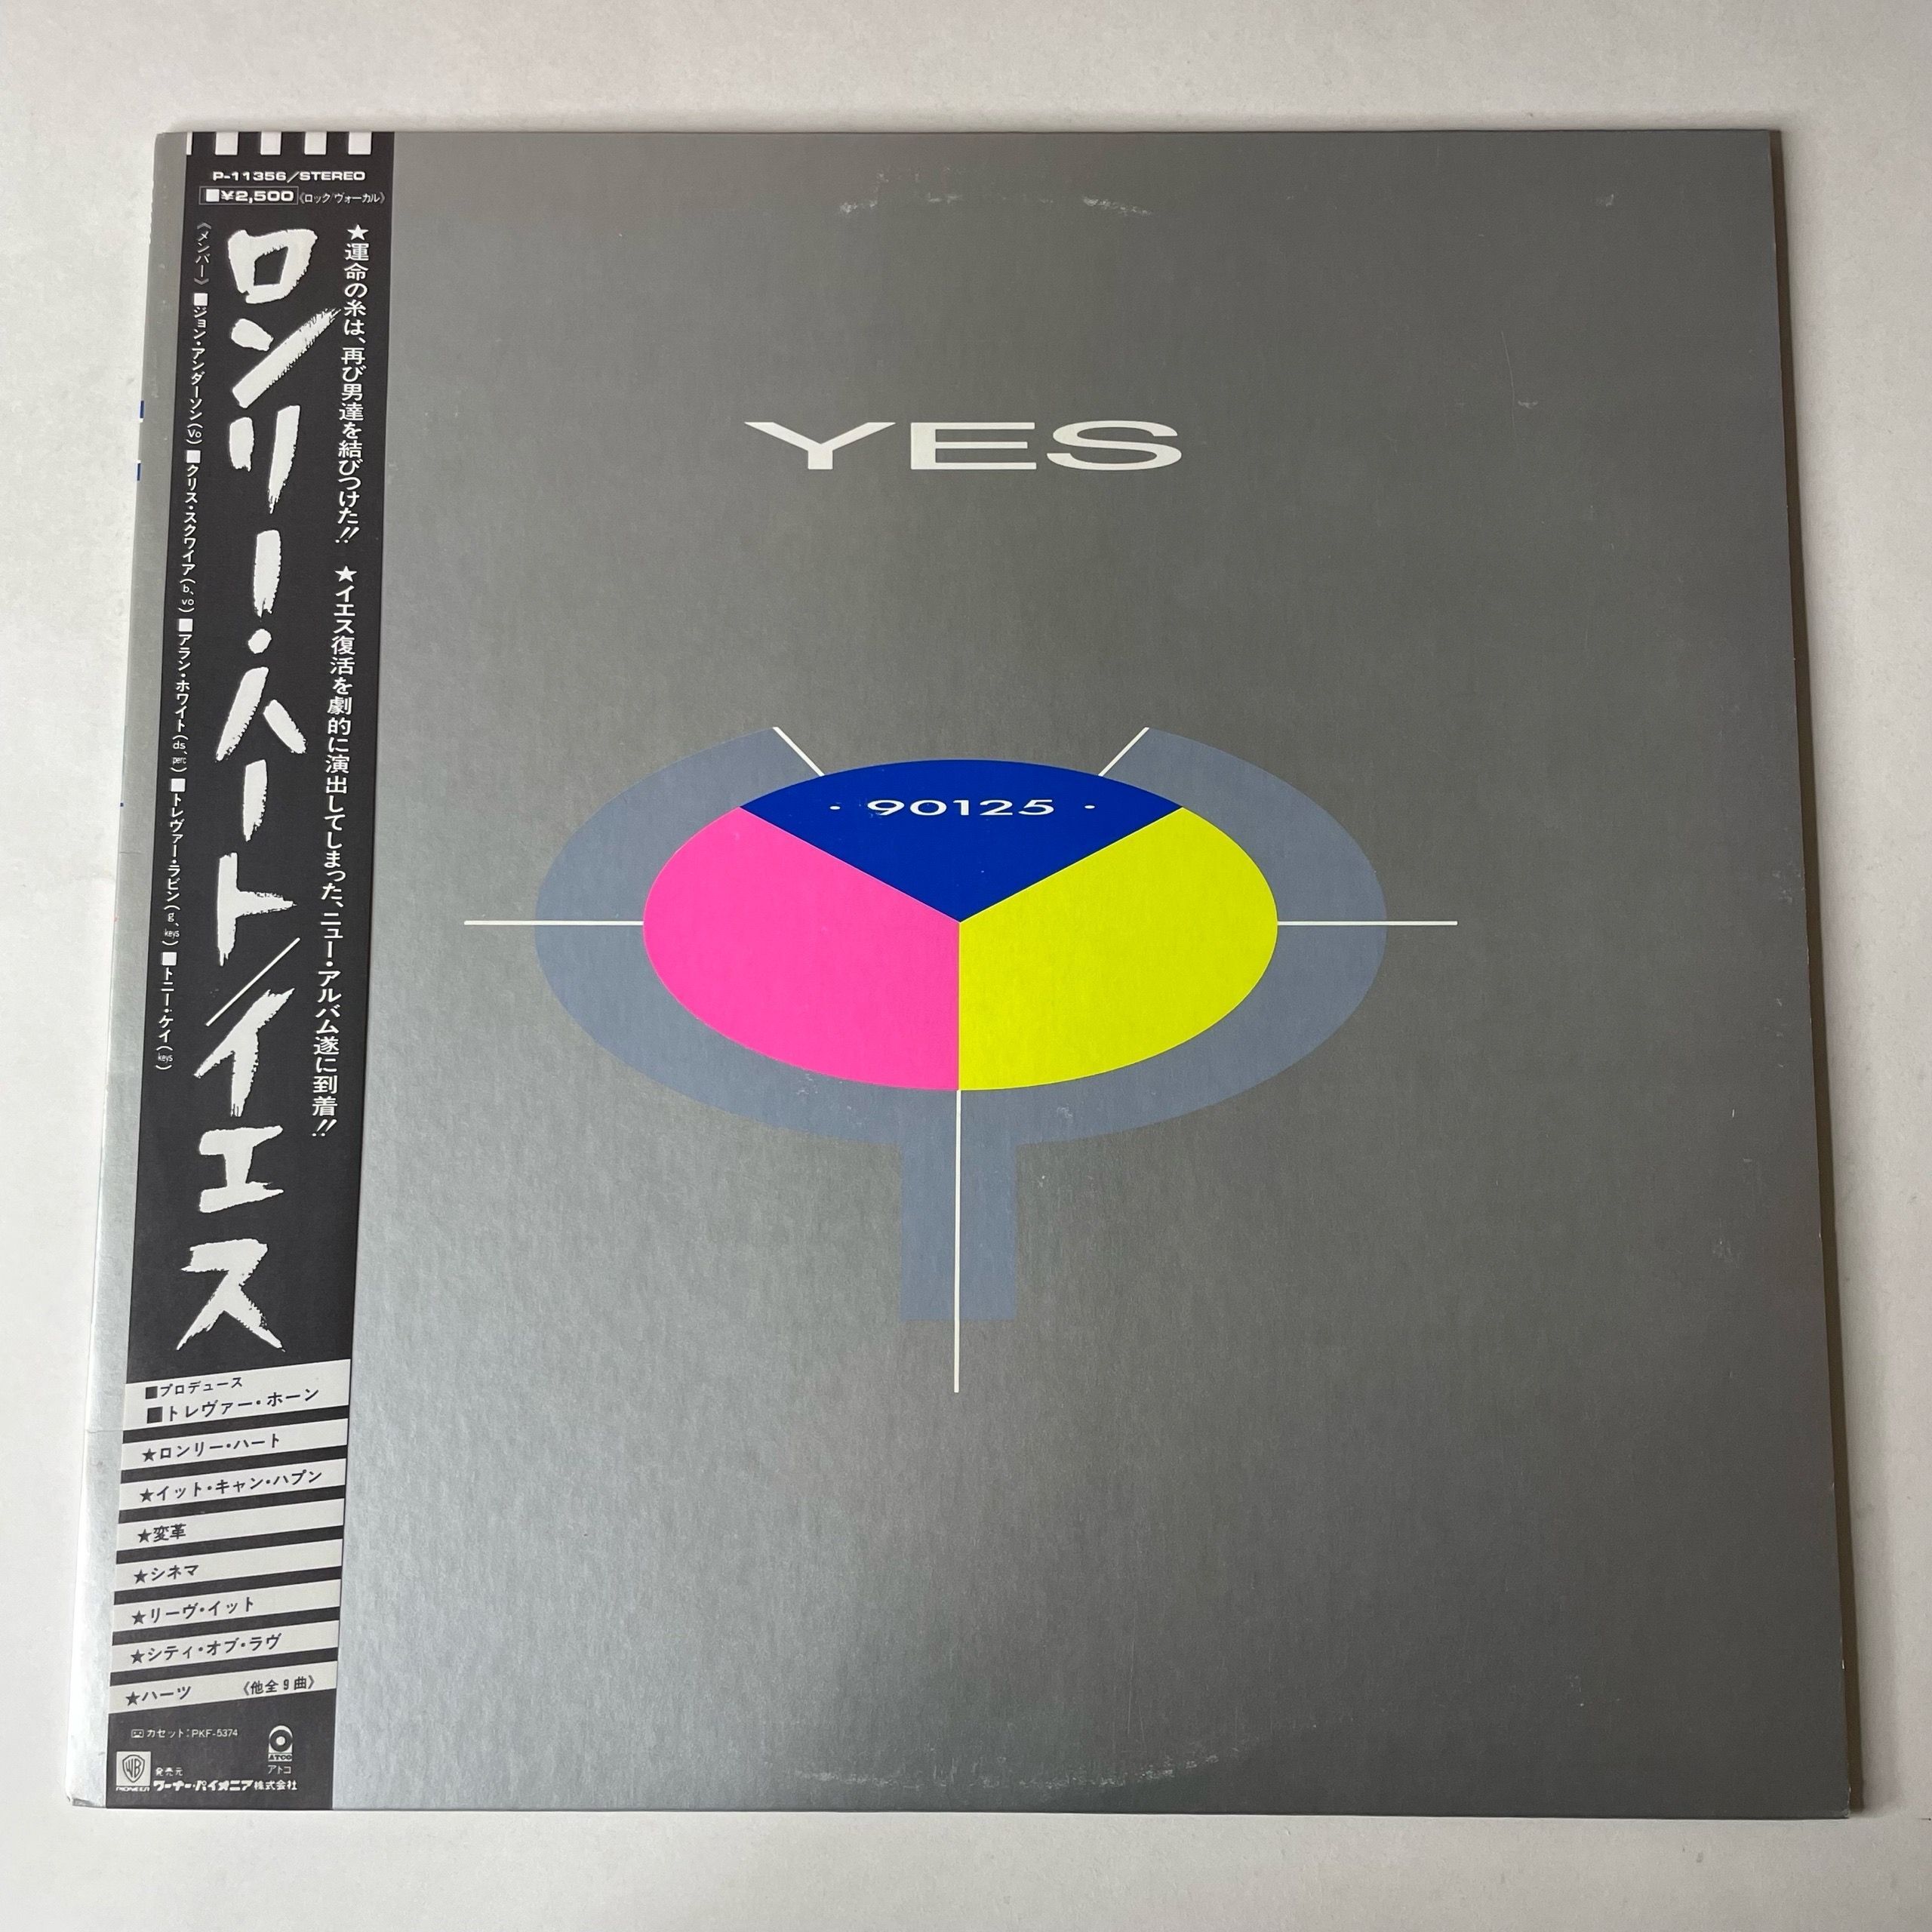 P-11356/STEREO
■¥2,500《ロック/ヴォーカル》
★運命の糸は、再び男達を結びつけた!! ★イエス復活を劇的に演出してしまった、ニュー・アルバム遂に到着!!
ロンリー・ハート/イエス
《メンバー》■ジョン・アンダーソン(Vo)■クリス・スクワイア(b、vo)■アラン・ホワイト(ds、perc)■トレヴァー・ラビン(g、keys)■トニー・ケイ(keys)
■プロデュース
■トレヴァー・ホーン
★ロンリー・ハート
★イット・キャン・ハプン
★変革
★シネマ
★リーヴ・イット
★シティ・オブ・ラヴ
★ハーツ 《他全9曲》
カセット:PKF-5374
ATCO
アトコ
WB
PIONEER
発売元
ワーナー・パイオニア株式会社
YES
・90125・